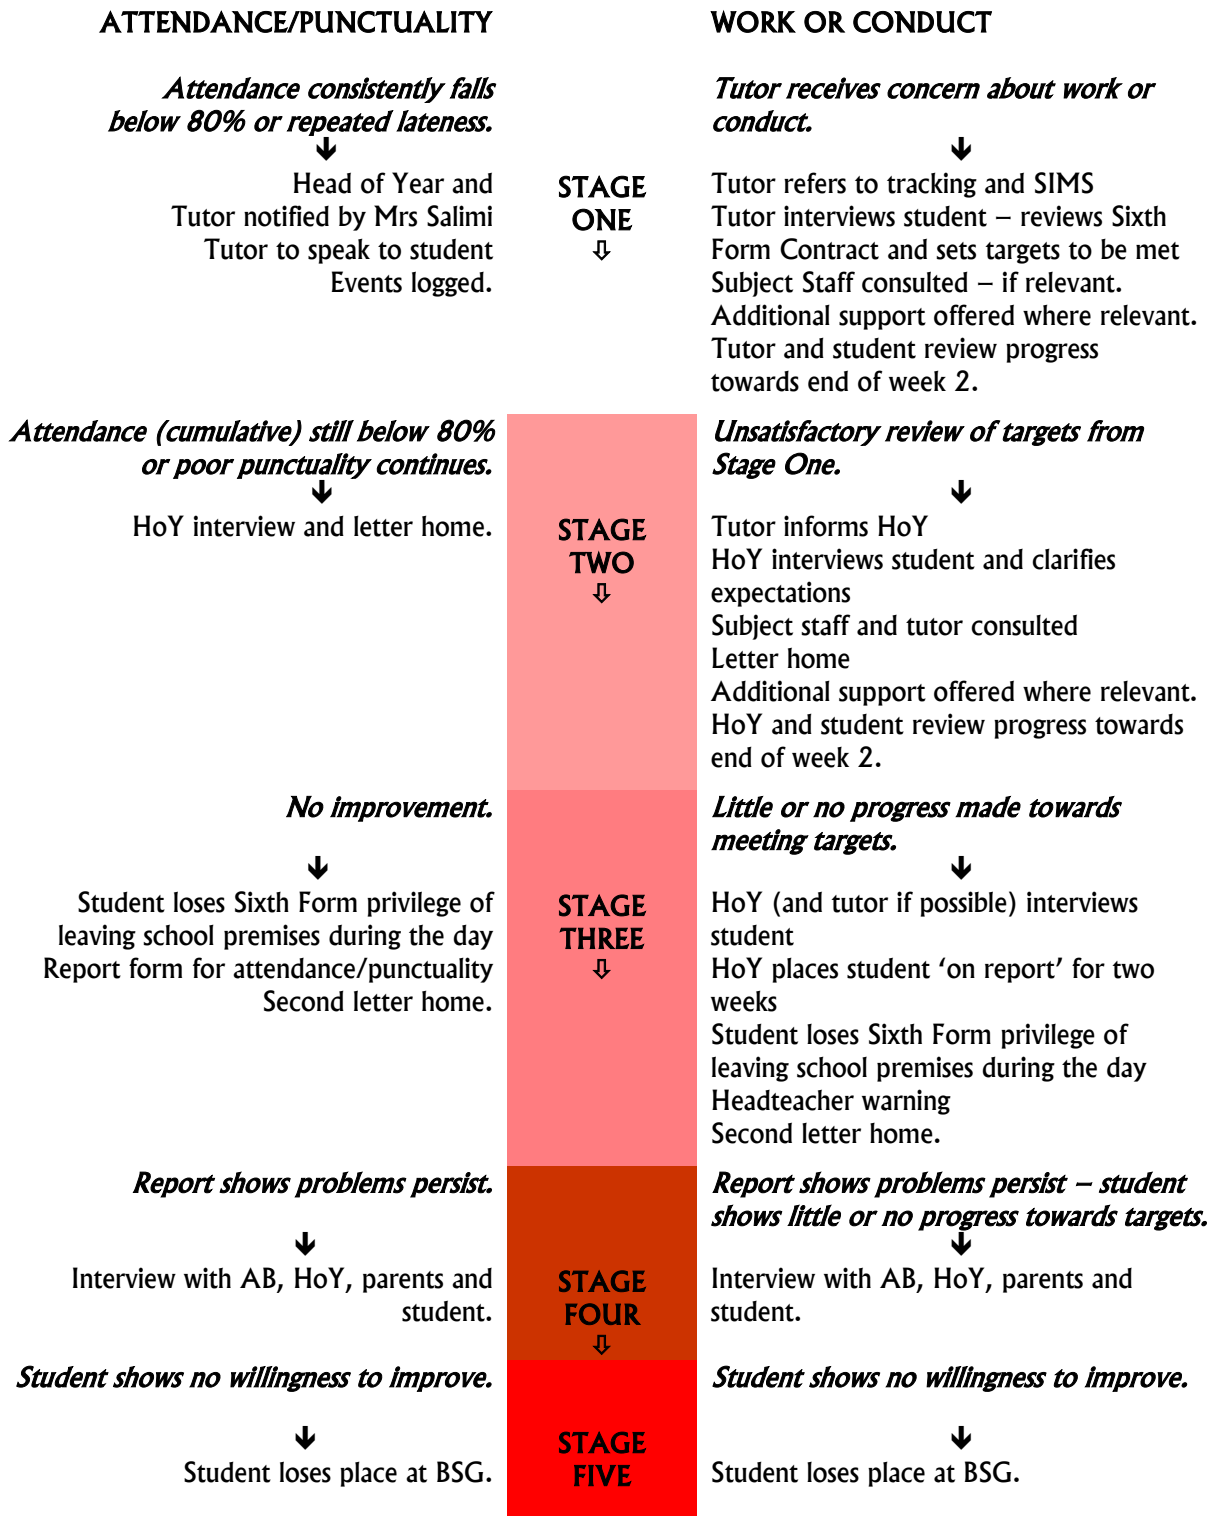 ATTENDANCE/PUNCTUALITY
WORK OR CONDUCT
Attendance consistently falls
below 80% or repeated lateness.
Tutor receives concern about work or
conduct.
Head of Year and
Tutor notified by Mrs Salimi
Tutor to speak to student
Events logged.
STAGE
ONE
Tutor refers to tracking and SIMS
Tutor interviews student – reviews Sixth
Form Contract and sets targets to be met
Subject Staff consulted – if relevant.
Additional support offered where relevant.
Tutor and student review progress
towards end of week 2.
Attendance (cumulative) still below 80%
or poor punctuality continues.
Unsatisfactory review of targets from
Stage One.
HoY interview and letter home.
STAGE
TWO
Tutor informs HoY
HoY interviews student and clarifies
expectations
Subject staff and tutor consulted
Letter home
Additional support offered where relevant.
HoY and student review progress towards
end of week 2.
No improvement.
Little or no progress made towards
meeting targets.
Student loses Sixth Form privilege of
leaving school premises during the day
Report form for attendance/punctuality
Second letter home.
STAGE
THREE
HoY (and tutor if possible) interviews
student
HoY places student ‘on report’ for two
weeks
Student loses Sixth Form privilege of
leaving school premises during the day
Headteacher warning
Second letter home.
Report shows problems persist.
Report shows problems persist – student
shows little or no progress towards targets.
Interview with AB, HoY, parents and
student.
STAGE
FOUR
Interview with AB, HoY, parents and
student.
Student shows no willingness to improve.
Student shows no willingness to improve.
Student loses place at BSG.
STAGE
FIVE
Student loses place at BSG.